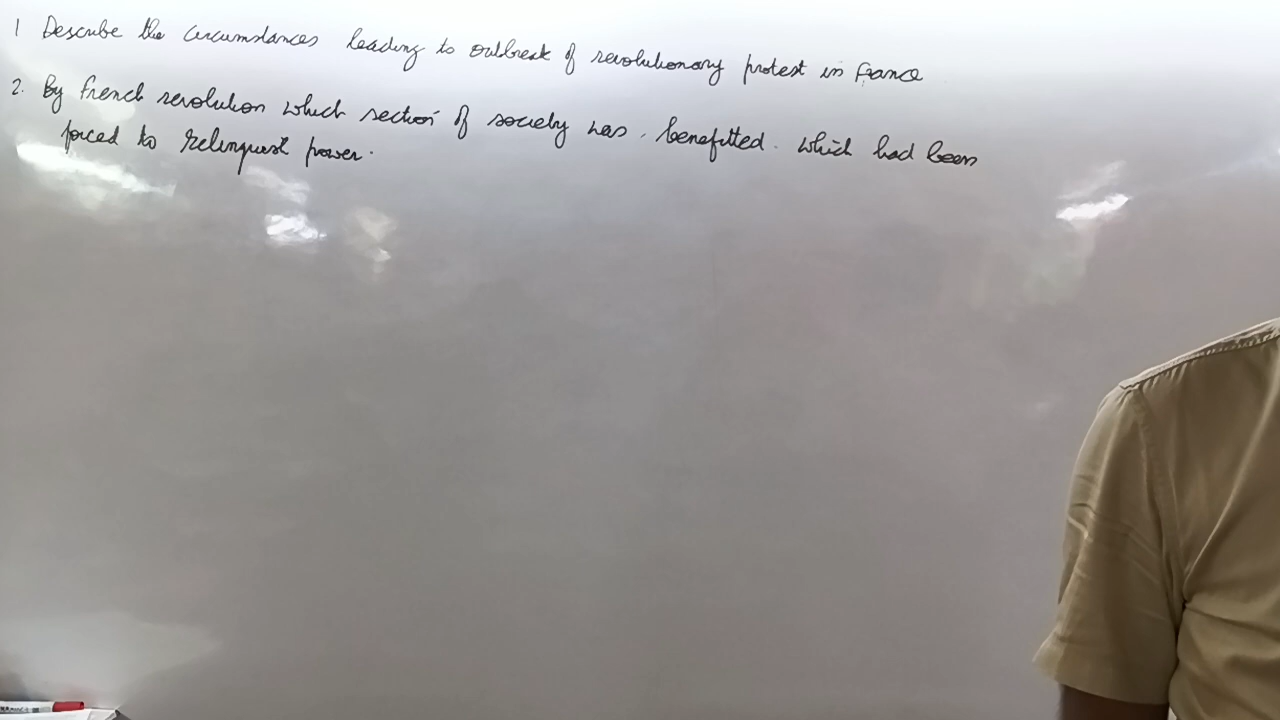 1 Describe the circumstances leading to outbreak of revolutionary protest in France
2. By french revolution which section of society was benefitted. which had been
forced to relinquist power.